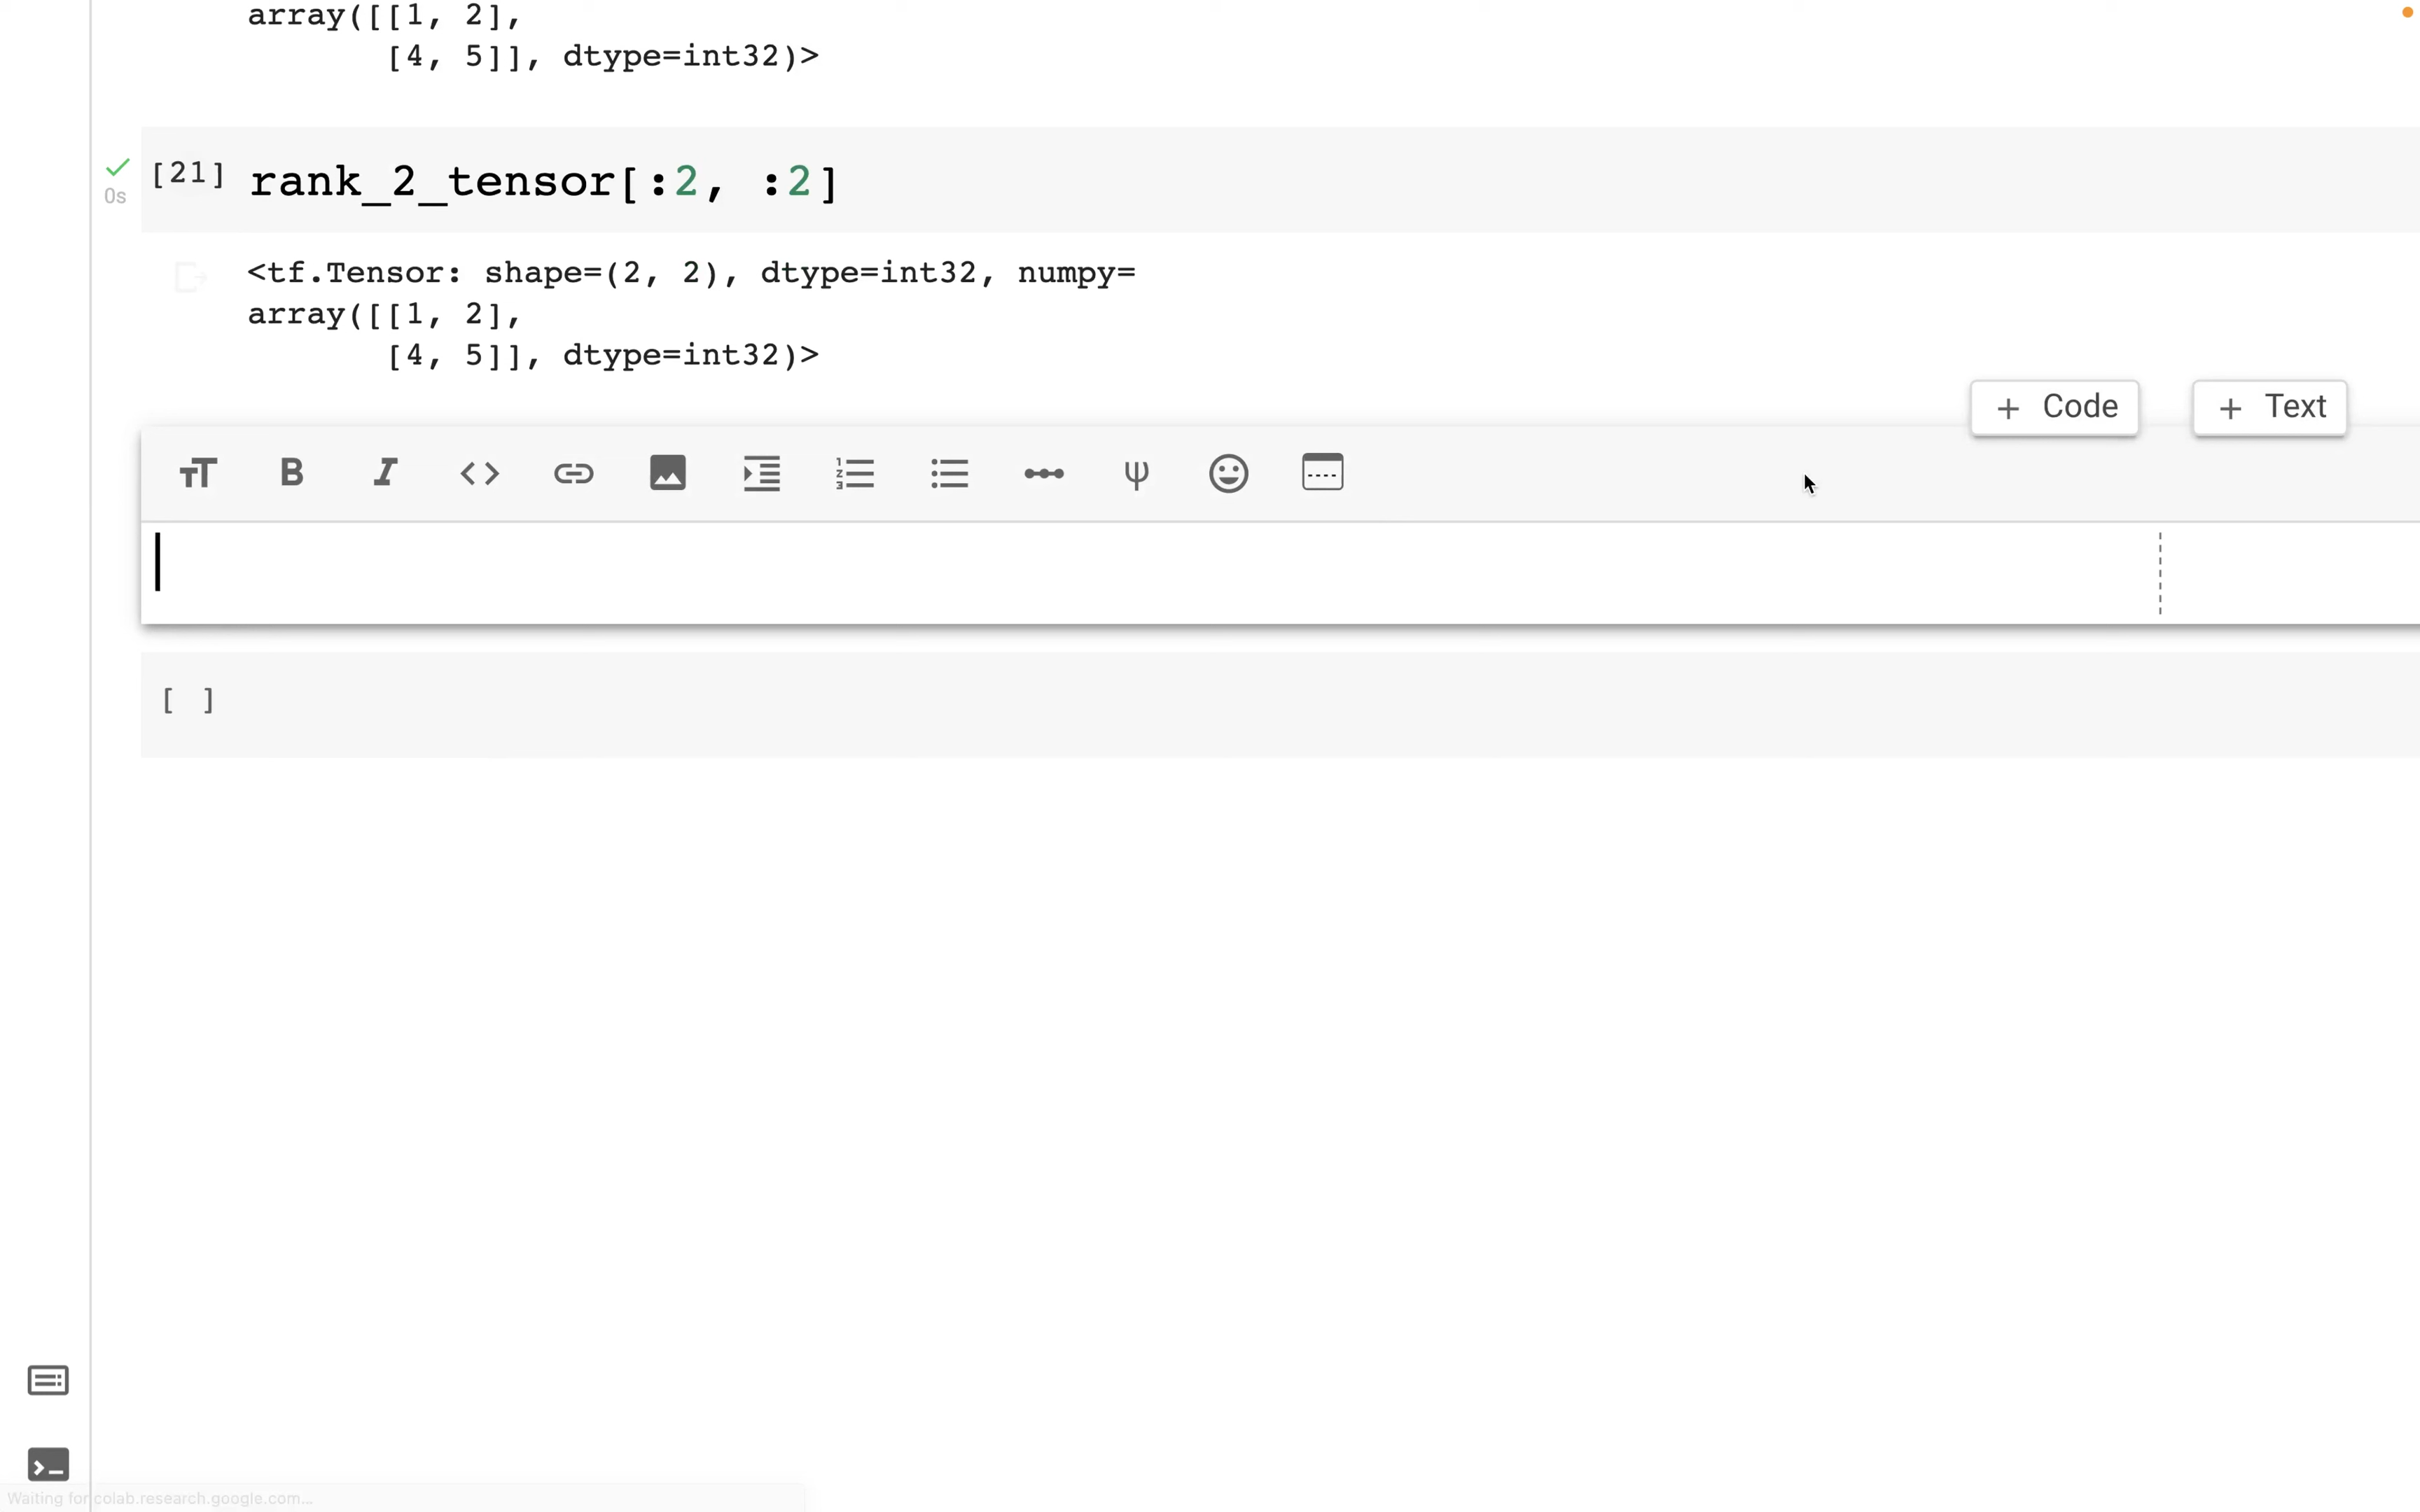 array([[1, 2],
[4, 5]], dtype=int32)>
[21] rank_2_tensor[:2, :2]
0s
<tf.Tensor: shape=(2, 2), dtype=int32, numpy=
array([[1, 2],
[4, 5]], dtype=int32)>
+ Code + Text
[ ]
Waiting for colab.research.google.com...